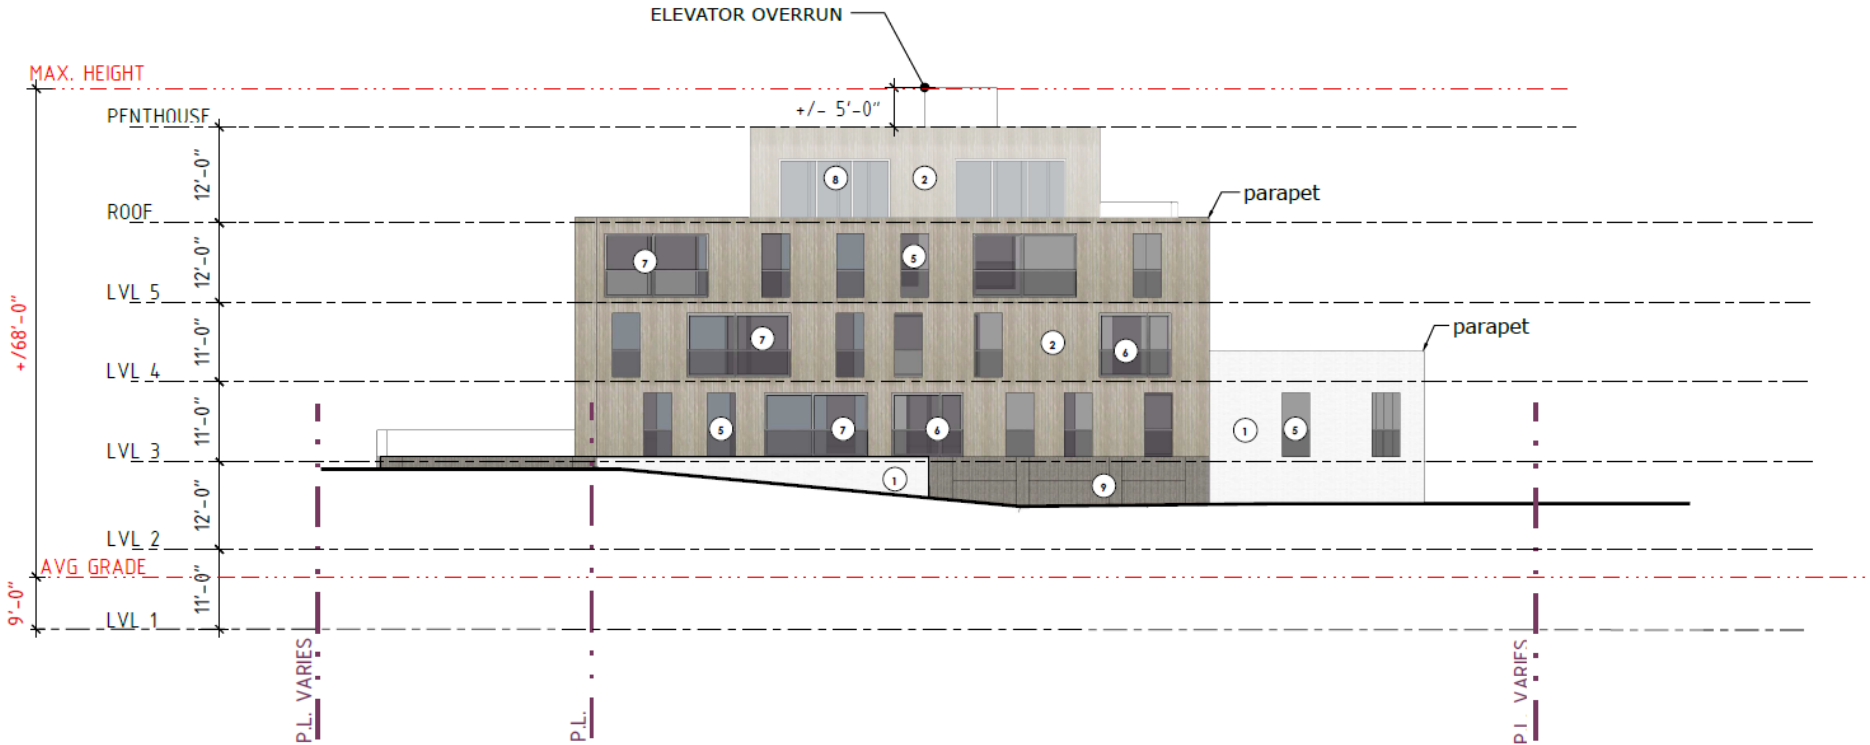 ELEVATOR OVERRUN
MAX. HEIGHT
+/- 5'-0"
PENTHOUSE
12'-0"
8
2
parapet
ROOF
12'-0"
7
5
LVL 5
+/68'-0"
11'-0"
7
2
6
parapet
LVL 4
11'-0"
5
7
6
1
5
LVL 3
12'-0"
1
9
LVL 2
AVG GRADE
9'-0"
11'-0"
LVL 1
P.L. VARIES
P.L.
P.L. VARIES